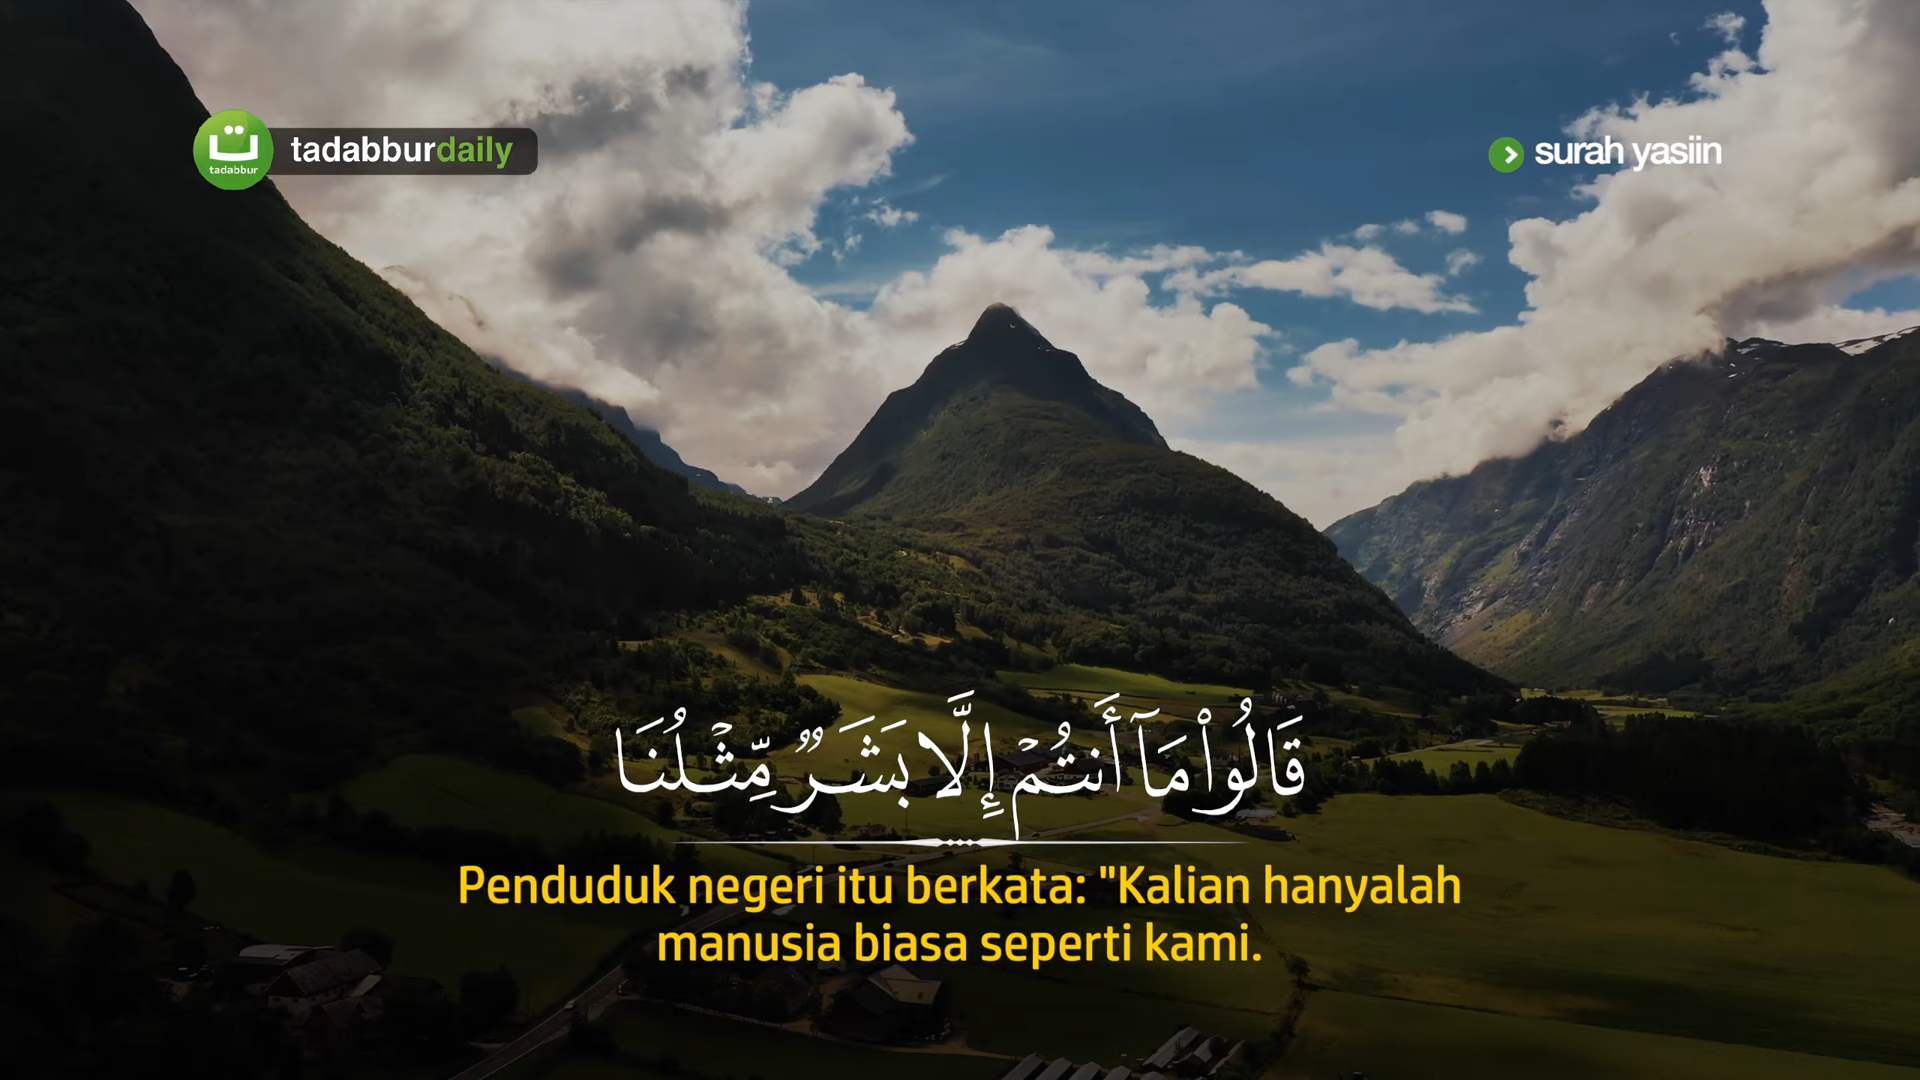 ت
tadabbur
tadabburdaily
surah yasiin
قَالُوا۟ مَآ أَنتُمْ إِلَّا بَشَرٌ مِّثْلُنَا
Penduduk negeri itu berkata: "Kalian hanyalah
manusia biasa seperti kami.